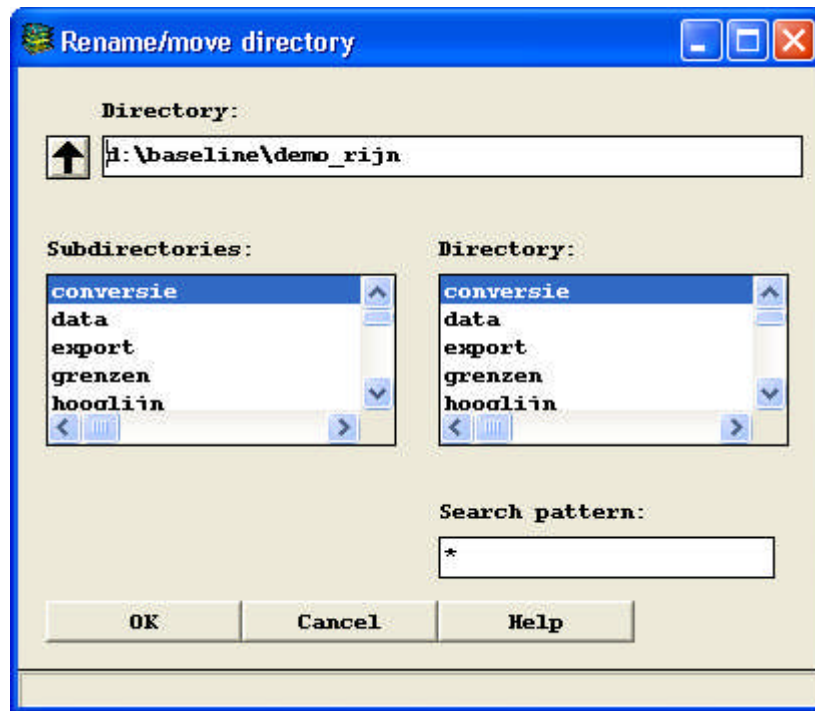 Rename/move directory
Directory:
d:\baseline\demo_rijn
Subdirectories:
conversie
data
export
grenzen
hooglijn
Directory:
conversie
data
export
grenzen
hooglijn
Search pattern:
*
OK
Cancel
Help